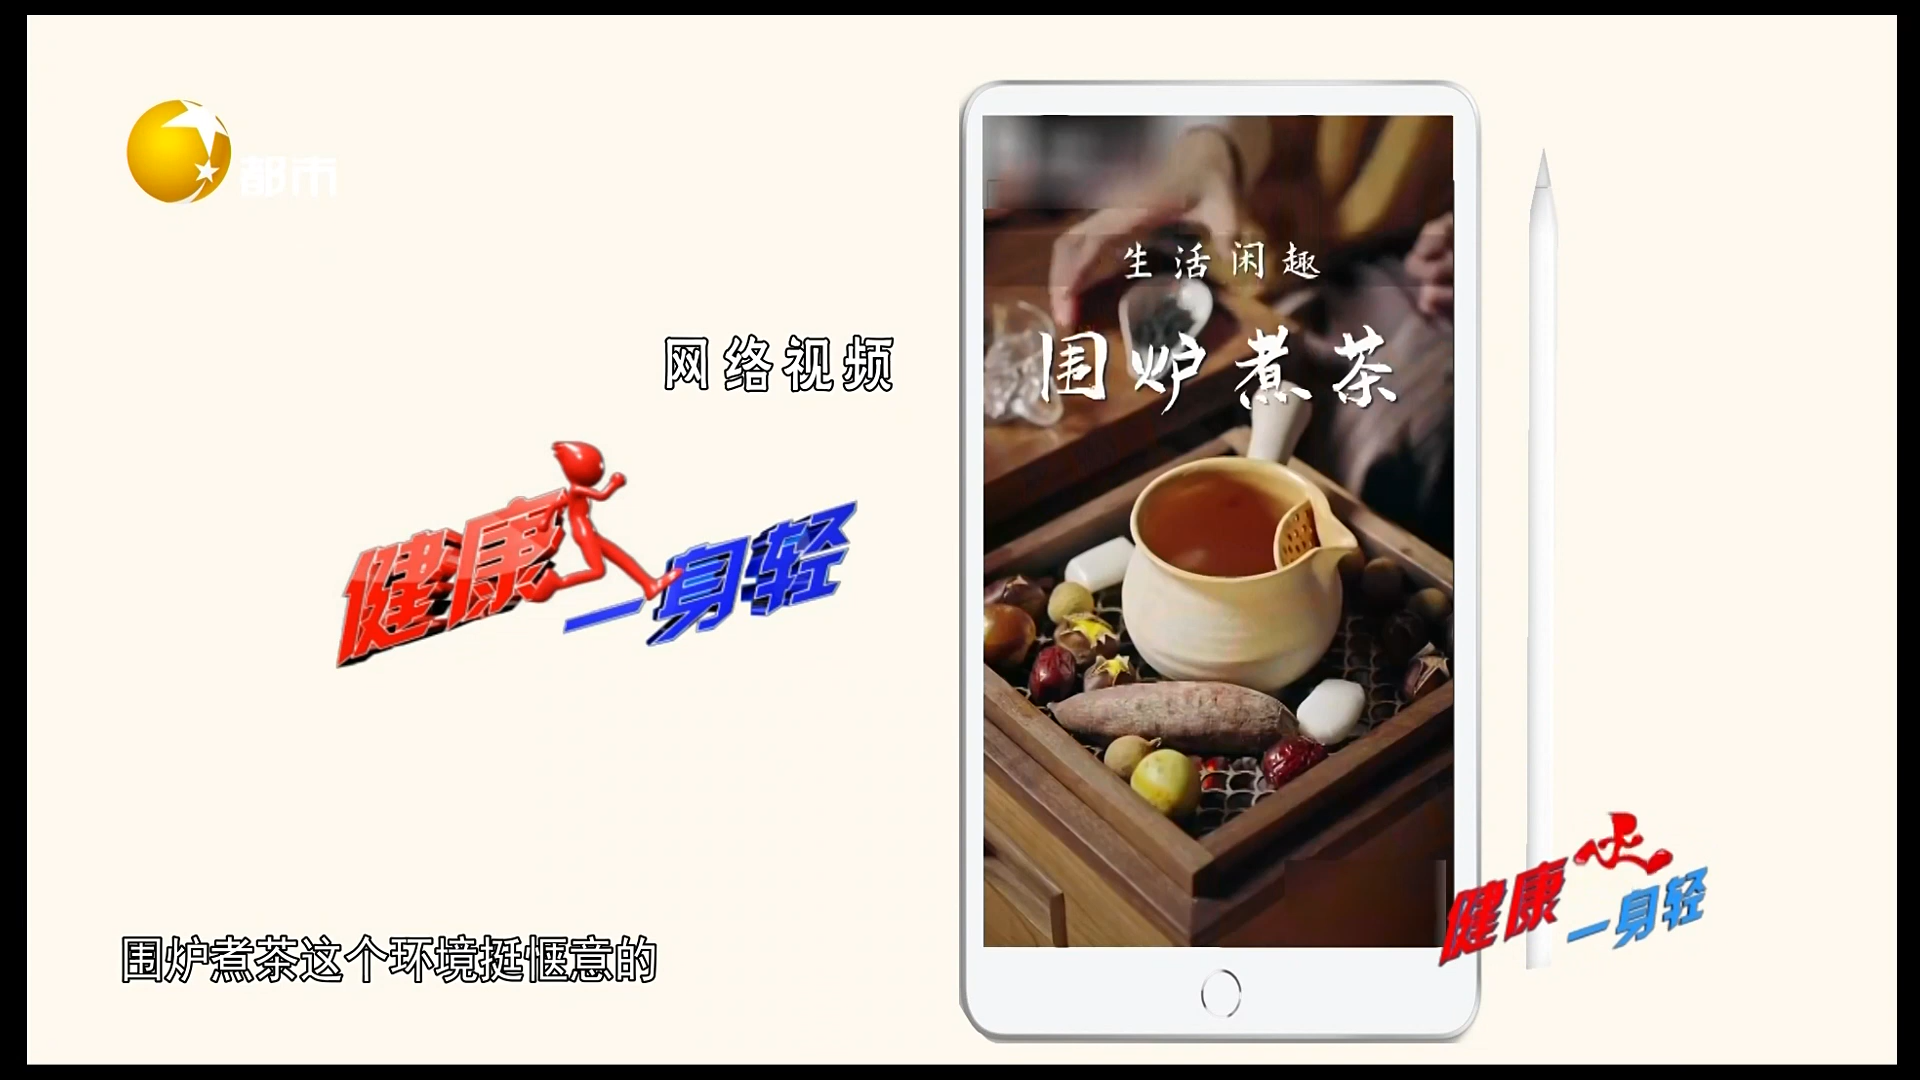 都市
生活闲趣
围炉煮茶
网络视频
健康一身轻
健康一身轻
围炉煮茶这个环境挺惬意的